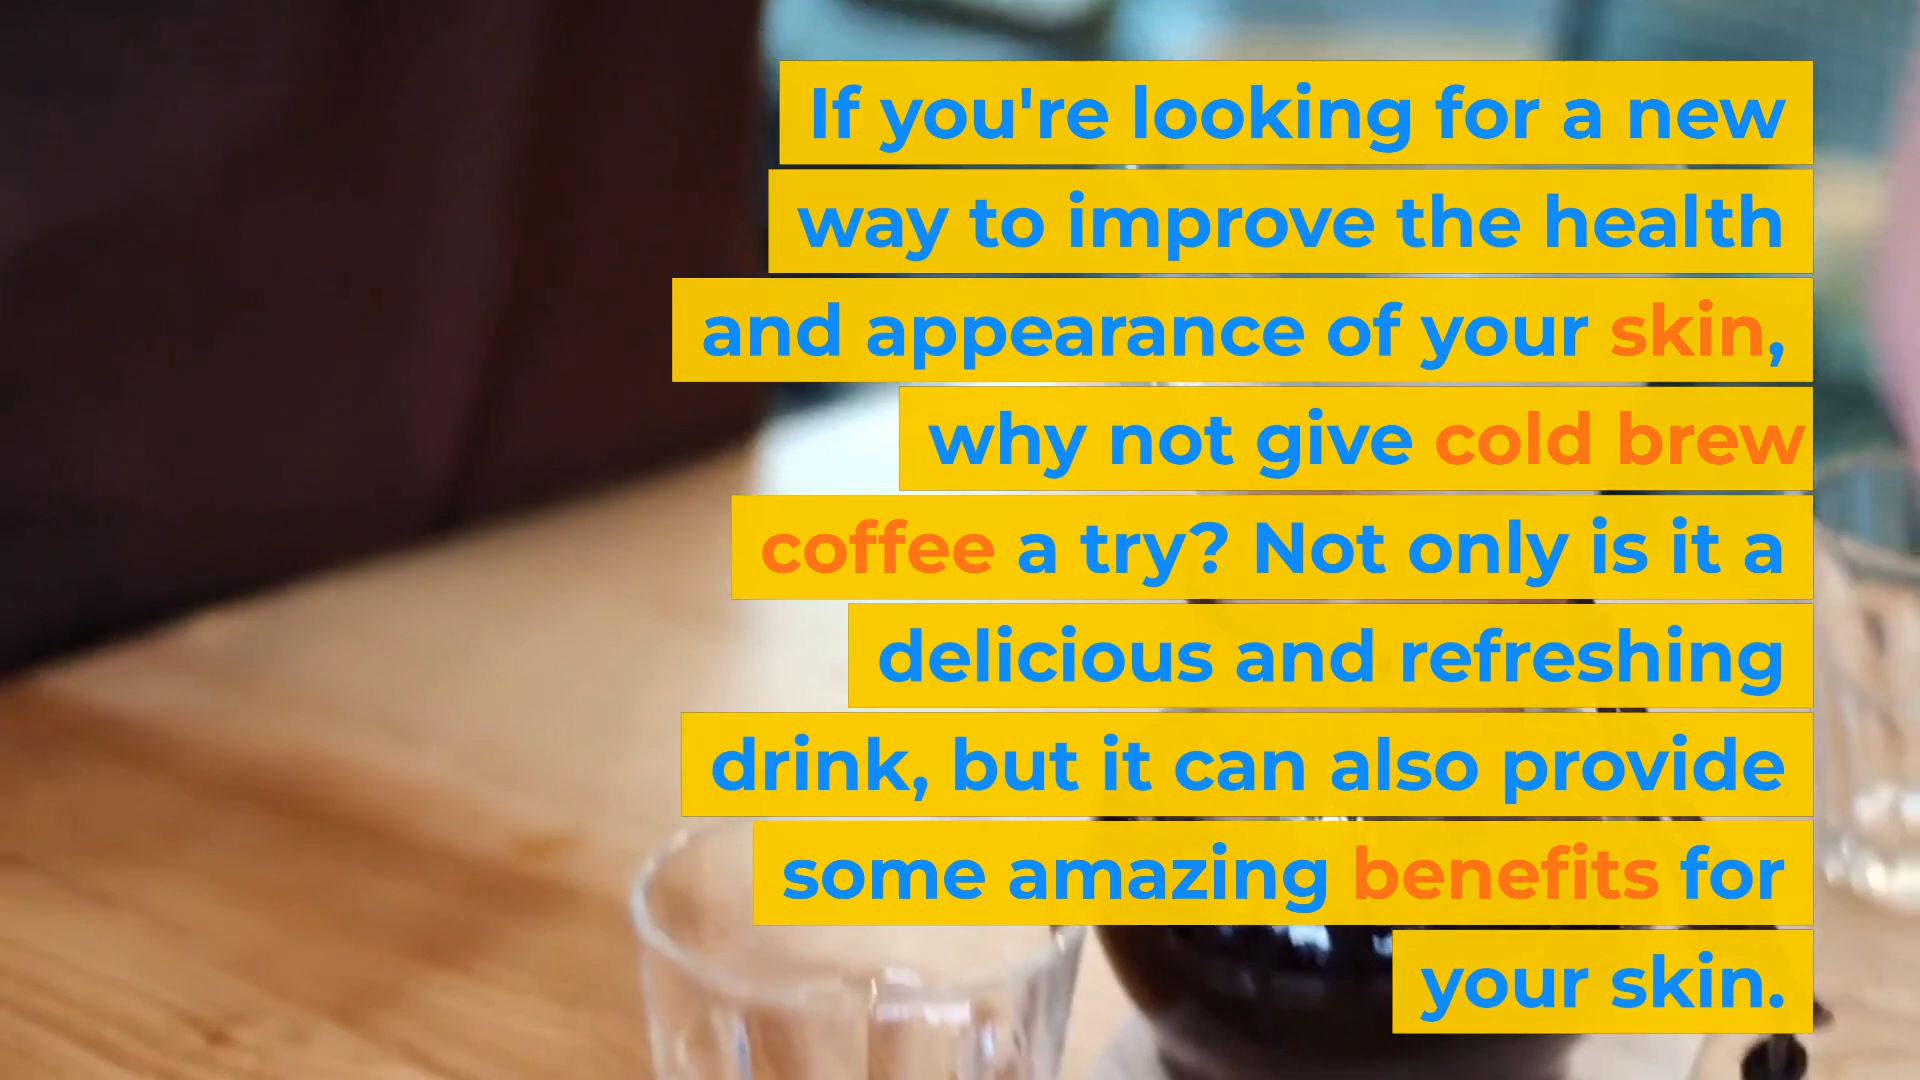 If you're looking for a new
way to improve the health
and appearance of your skin,
why not give cold brew
coffee a try? Not only is it a
delicious and refreshing
drink, but it can also provide
some amazing benefits for
your skin.